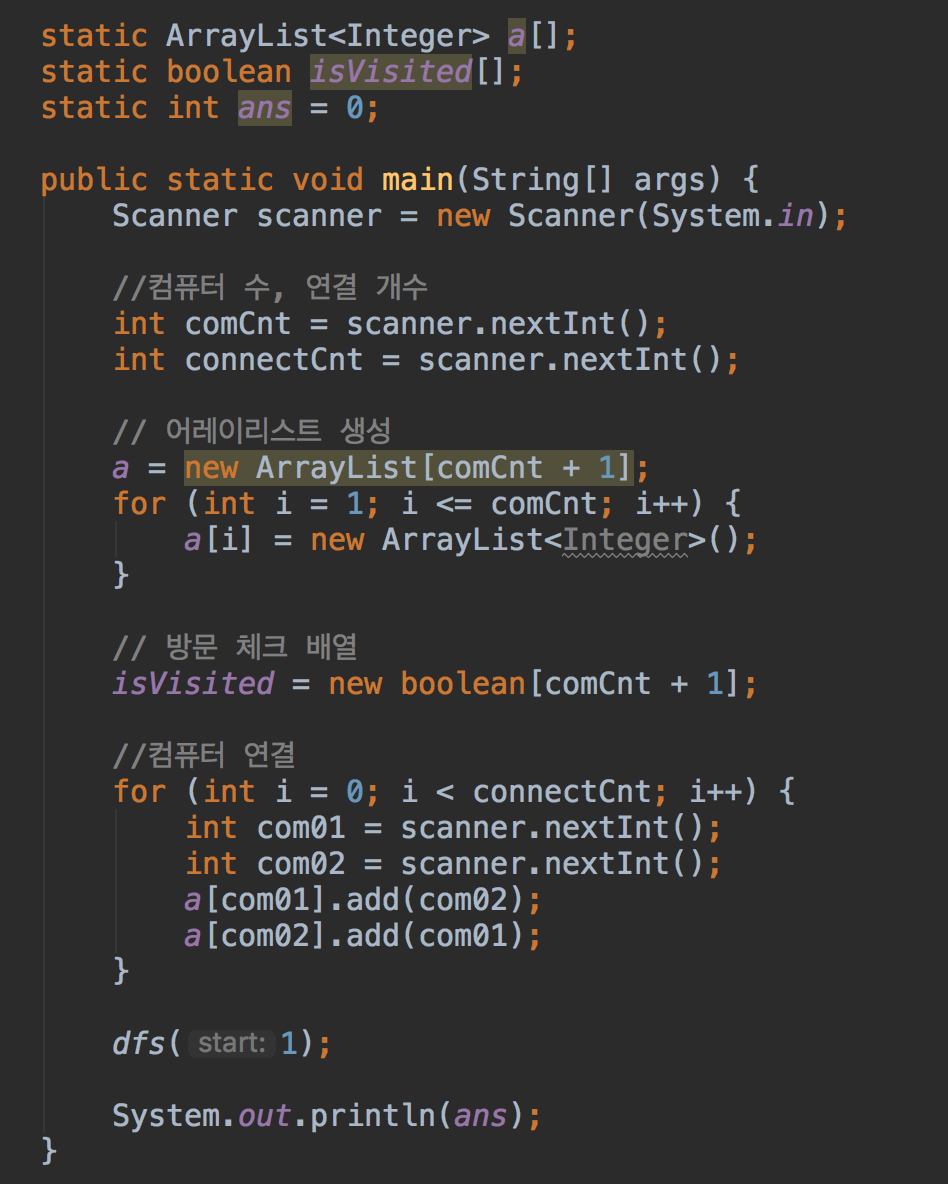 static ArrayList<Integer> a[];
static boolean isVisited[];
static int ans = 0;
public static void main(String[] args) {
Scanner scanner = new Scanner(System.in);
//컴퓨터 수, 연결 개수
int comCnt = scanner.nextInt();
int connectCnt = scanner.nextInt();
// 어레이리스트 생성
a = new ArrayList[comCnt + 1];
for (int i = 1; i <= comCnt; i++) {
a[i] = new ArrayList<Integer>();
}
// 방문 체크 배열
isVisited = new boolean[comCnt + 1];
//컴퓨터 연결
for (int i = 0; i < connectCnt; i++) {
int com01 = scanner.nextInt();
int com02 = scanner.nextInt();
a[com01].add(com02);
a[com02].add(com01);
}
dfs( start: 1);
System.out.println(ans);
}